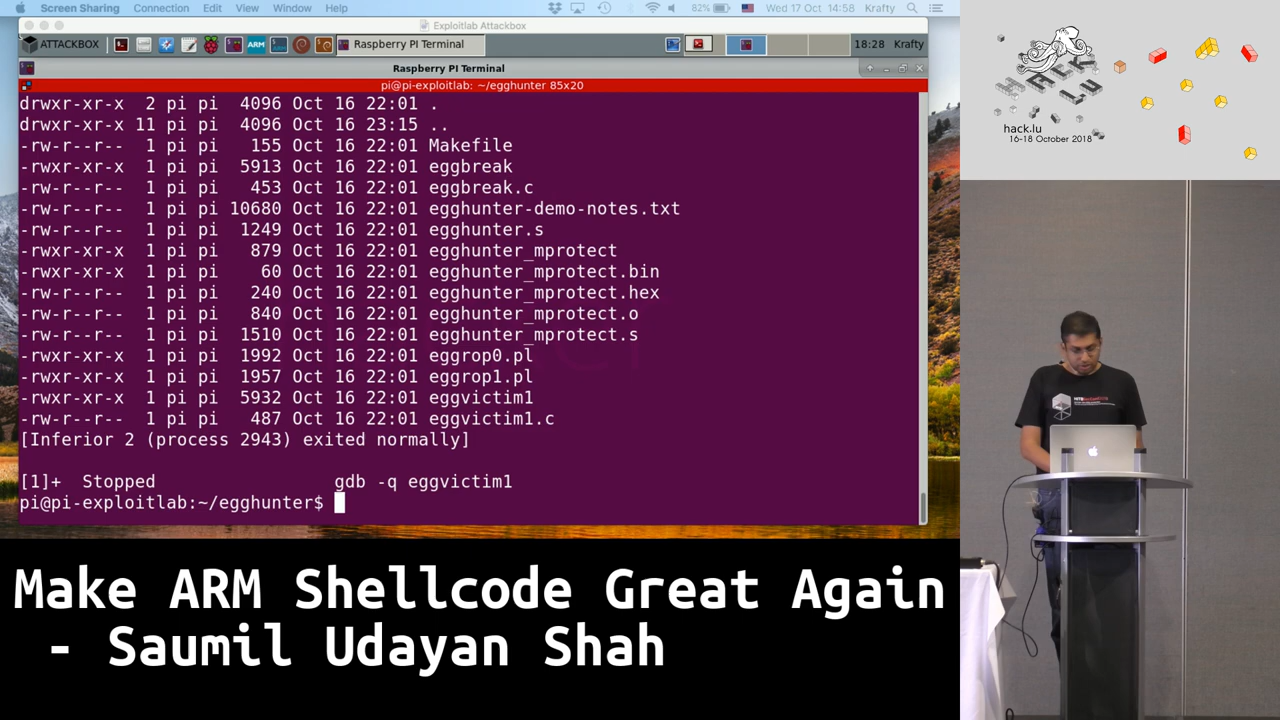 Screen Sharing Connection Edit View Window Help 82% Wed 17 Oct 14:58 Krafty
Exploitlab Attackbox
ATTACKBOX ARM Raspberry PI Terminal 18:28 Krafty
Raspberry PI Terminal
pi@pi-exploitlab: ~/egghunter 85x20
drwxr-xr-x 2 pi pi 4096 Oct 16 22:01 .
drwxr-xr-x 11 pi pi 4096 Oct 16 23:15 ..
-rw-r--r-- 1 pi pi 155 Oct 16 22:01 Makefile
-rwxr-xr-x 1 pi pi 5913 Oct 16 22:01 eggbreak
-rw-r--r-- 1 pi pi 453 Oct 16 22:01 eggbreak.c
-rw-r--r-- 1 pi pi 10680 Oct 16 22:01 egghunter-demo-notes.txt
-rw-r--r-- 1 pi pi 1249 Oct 16 22:01 egghunter.s
-rwxr-xr-x 1 pi pi 879 Oct 16 22:01 egghunter_mprotect
-rwxr-xr-x 1 pi pi 60 Oct 16 22:01 egghunter_mprotect.bin
-rw-r--r-- 1 pi pi 240 Oct 16 22:01 egghunter_mprotect.hex
-rw-r--r-- 1 pi pi 840 Oct 16 22:01 egghunter_mprotect.o
-rw-r--r-- 1 pi pi 1510 Oct 16 22:01 egghunter_mprotect.s
-rwxr-xr-x 1 pi pi 1992 Oct 16 22:01 eggrop0.pl
-rwxr-xr-x 1 pi pi 1957 Oct 16 22:01 eggrop1.pl
-rwxr-xr-x 1 pi pi 5932 Oct 16 22:01 eggvictim1
-rw-r--r-- 1 pi pi 487 Oct 16 22:01 eggvictim1.c
[Inferior 2 (process 2943) exited normally]
[1]+ Stopped gdb -q eggvictim1
pi@pi-exploitlab:~/egghunter$
Make ARM Shellcode Great Again
- Saumil Udayan Shah
hack.lu
16-18 October 2018